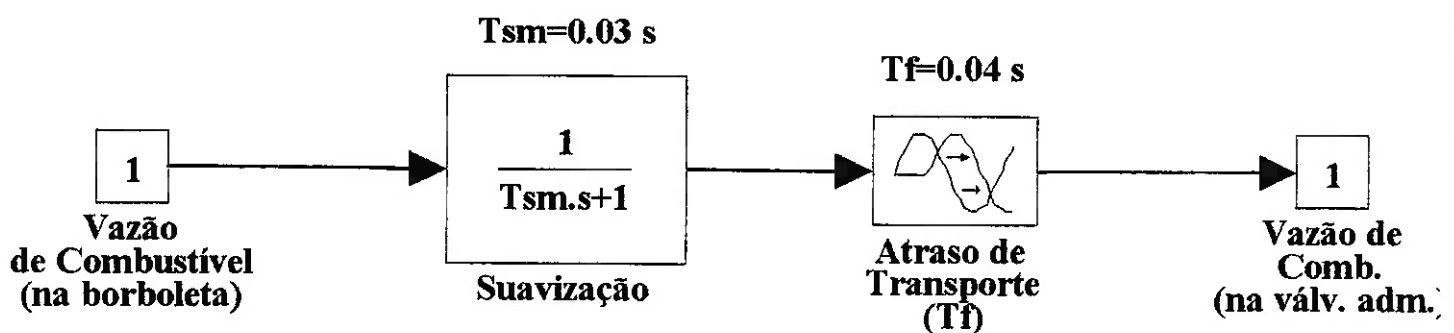 Tsm=0.03 s
Tf=0.04 s
1
1
Tsm.s+1
1
Vazão
de Combustível
(na borboleta)
Suavização
Atraso de
Transporte
(Tf)
Vazão de
Comb.
(na válv. adm.)